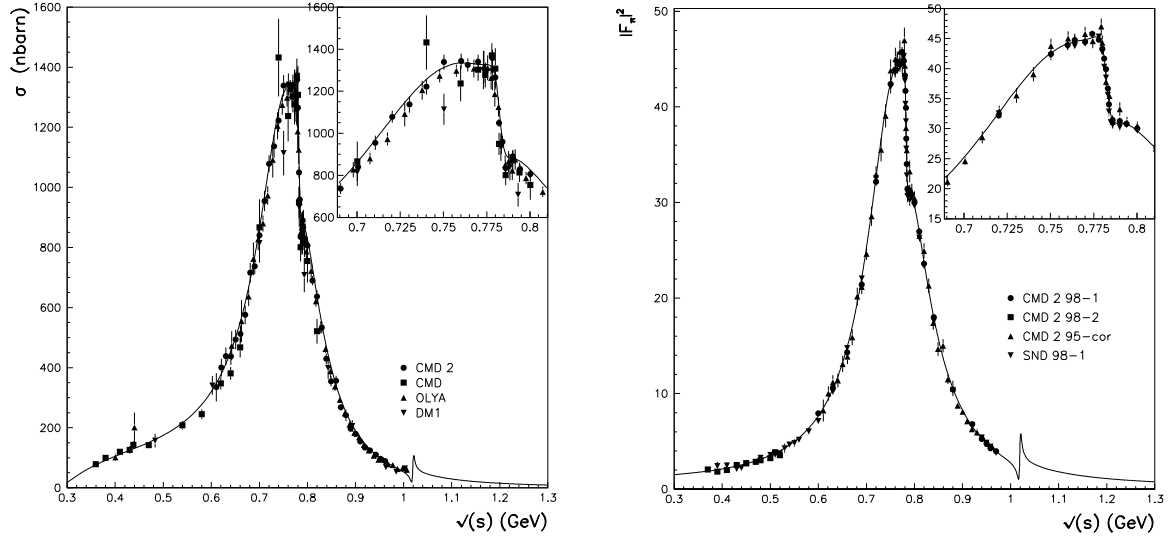 σ (nbarn)
1600
1400
1200
1000
800
600
400
200
0
0.3 0.4 0.5 0.6 0.7 0.8 0.9 1 1.1 1.2 1.3
√(s) (GeV)
1600
1400
1200
1000
800
600
0.7 0.725 0.75 0.775 0.8
CMD 2
CMD
OLYA
DM1
|Fπ|²
50
40
30
20
10
0
0.3 0.4 0.5 0.6 0.7 0.8 0.9 1 1.1 1.2 1.3
√(s) (GeV)
50
45
40
35
30
25
20
15
0.7 0.725 0.75 0.775 0.8
CMD 2 98−1
CMD 2 98−2
CMD 2 95−cor
SND 98−1